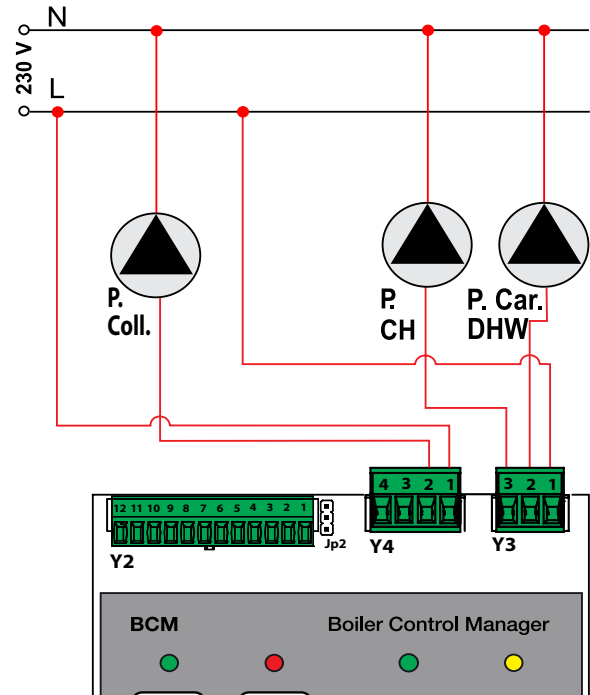 N
230 V
L
P. Coll.
P. CH
P. Car. DHW
4 3 2 1
3 2 1
12 11 10 9 8 7 6 5 4 3 2 1
Jp2
Y4
Y3
Y2
BCM
Boiler Control Manager